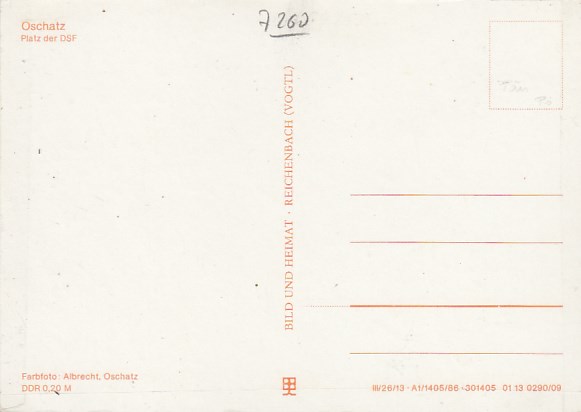 7260
Oschatz
Platz der DSF
BILD UND HEIMAT · REICHENBACH (VOGTL)
Farbfoto: Albrecht, Oschatz
DDR 0,20 M
III/26/13 · A1/1405/86 · 301405 01 13 0290/09